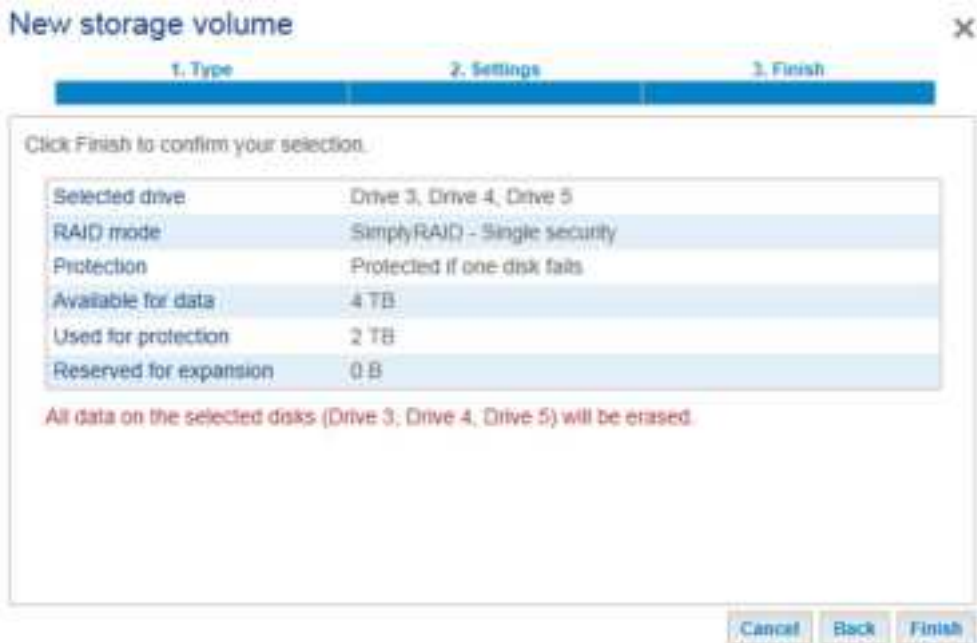 New storage volume
1. Type 2. Settings 3. Finish
Click Finish to confirm your selection.
Selected drive Drive 3, Drive 4, Drive 5
RAID mode SimplyRAID - Single security
Protection Protected if one disk fails
Available for data 4 TB
Used for protection 2 TB
Reserved for expansion 0 B
All data on the selected disks (Drive 3, Drive 4, Drive 5) will be erased.
Cancel Back Finish